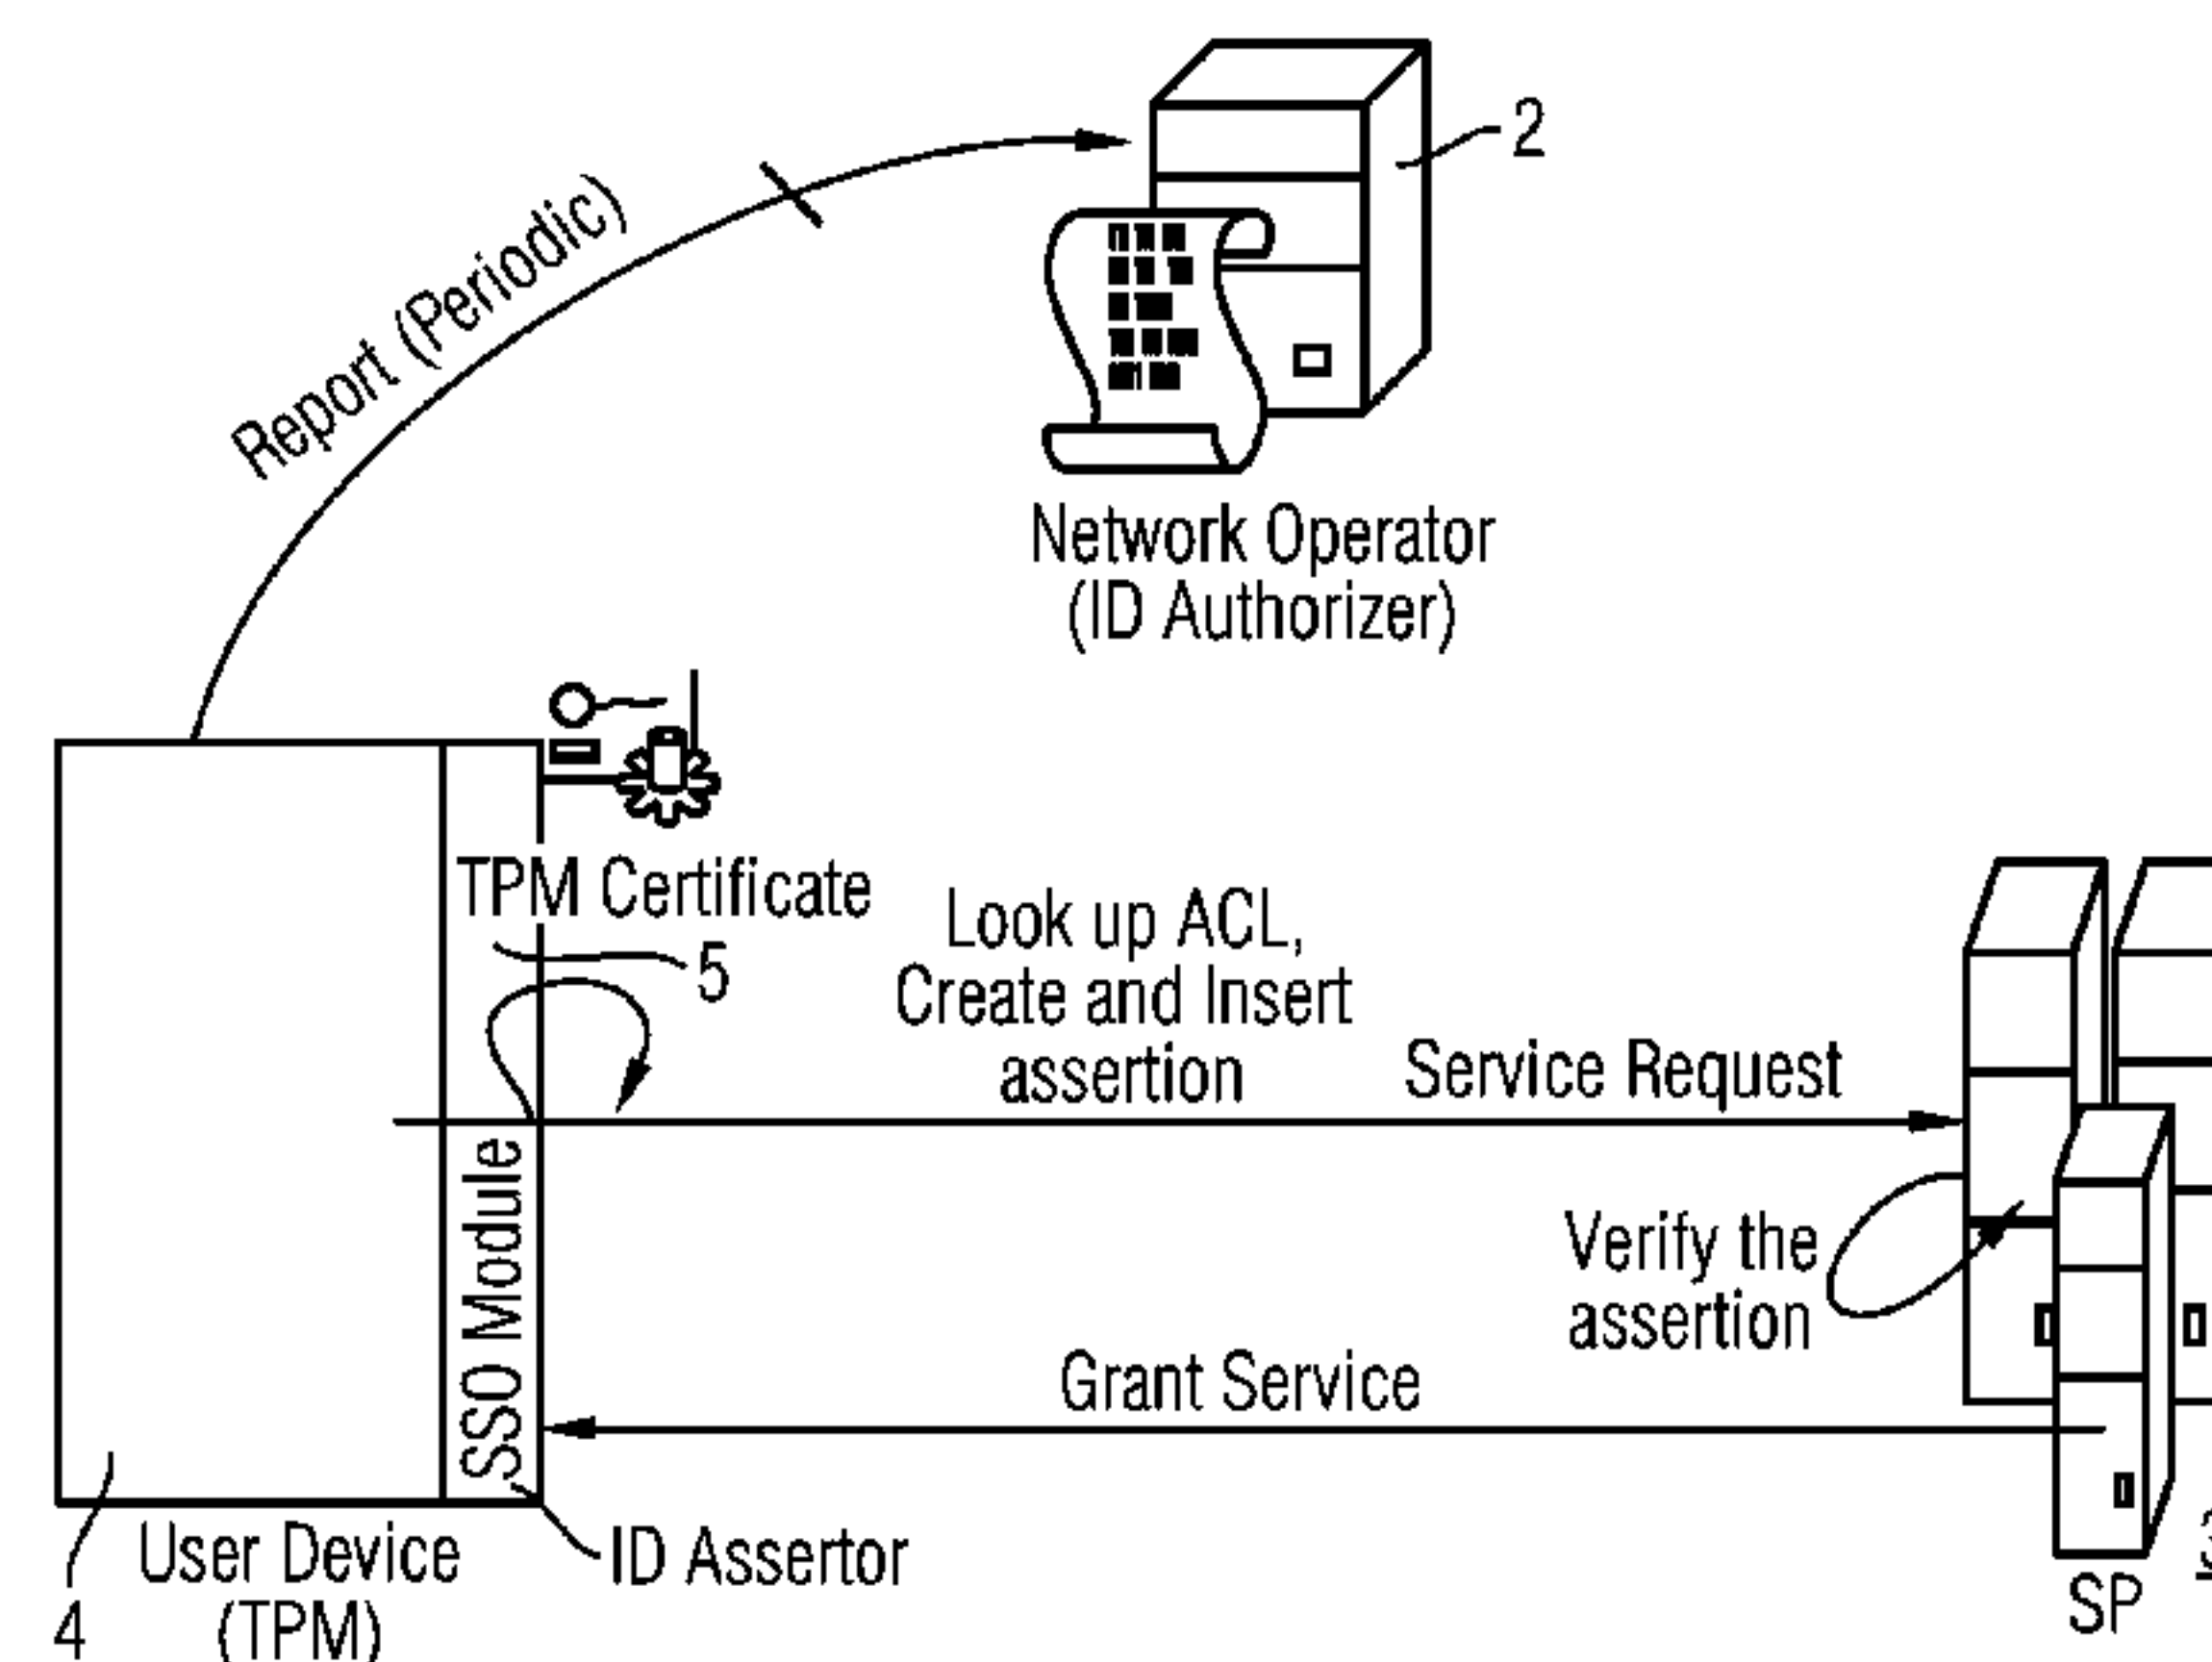 2
Report (Periodic)
Network Operator
(ID Authorizer)
TPM Certificate
5
Look up ACL,
Create and Insert
assertion
Service Request
SSO Module
Verify the
assertion
Grant Service
User Device
(TPM)
4
ID Assertor
SP